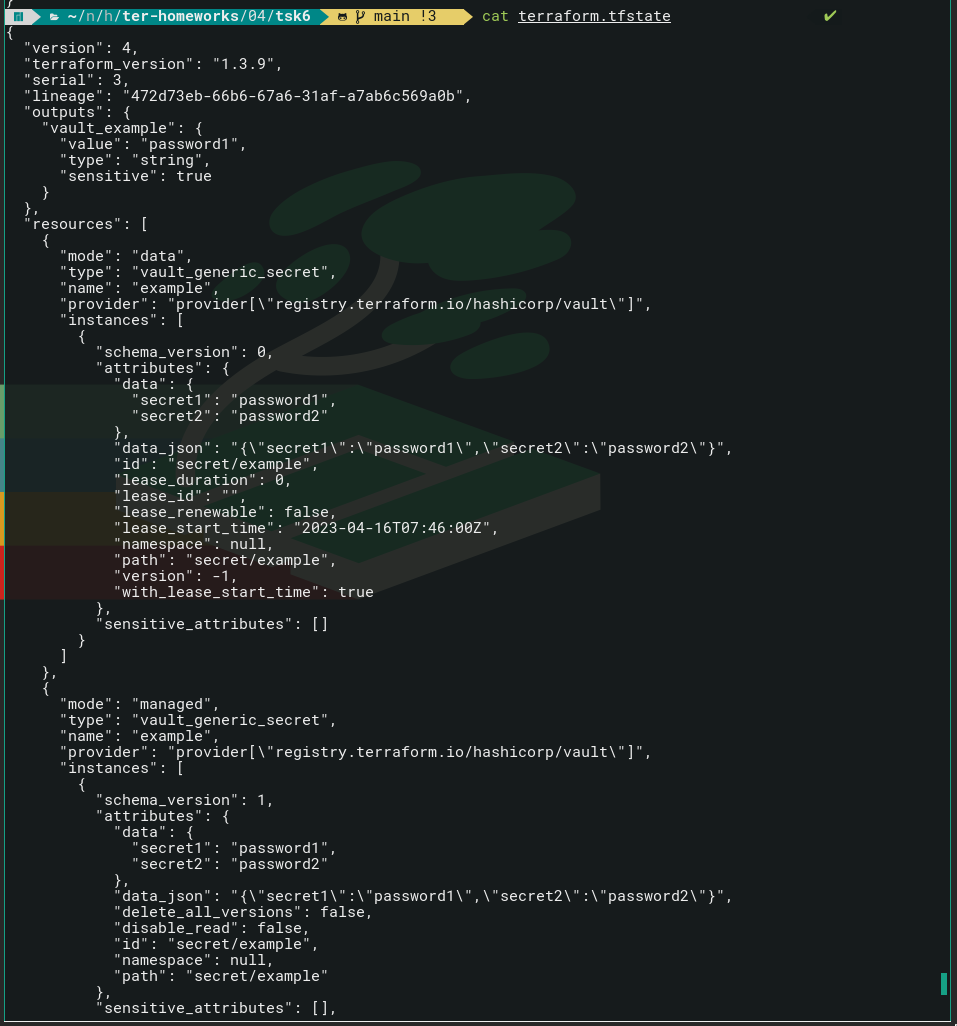 }
~/n/h/ter-homeworks/04/tsk6 main !3 cat terraform.tfstate ✔
{
  "version": 4,
  "terraform_version": "1.3.9",
  "serial": 3,
  "lineage": "472d73eb-66b6-67a6-31af-a7ab6c569a0b",
  "outputs": {
    "vault_example": {
      "value": "password1",
      "type": "string",
      "sensitive": true
    }
  },
  "resources": [
    {
      "mode": "data",
      "type": "vault_generic_secret",
      "name": "example",
      "provider": "provider[\"registry.terraform.io/hashicorp/vault\"]",
      "instances": [
        {
          "schema_version": 0,
          "attributes": {
            "data": {
              "secret1": "password1",
              "secret2": "password2"
            },
            "data_json": "{\"secret1\":\"password1\",\"secret2\":\"password2\"}",
            "id": "secret/example",
            "lease_duration": 0,
            "lease_id": "",
            "lease_renewable": false,
            "lease_start_time": "2023-04-16T07:46:00Z",
            "namespace": null,
            "path": "secret/example",
            "version": -1,
            "with_lease_start_time": true
          },
          "sensitive_attributes": []
        }
      ]
    },
    {
      "mode": "managed",
      "type": "vault_generic_secret",
      "name": "example",
      "provider": "provider[\"registry.terraform.io/hashicorp/vault\"]",
      "instances": [
        {
          "schema_version": 1,
          "attributes": {
            "data": {
              "secret1": "password1",
              "secret2": "password2"
            },
            "data_json": "{\"secret1\":\"password1\",\"secret2\":\"password2\"}",
            "delete_all_versions": false,
            "disable_read": false,
            "id": "secret/example",
            "namespace": null,
            "path": "secret/example"
          },
          "sensitive_attributes": [],